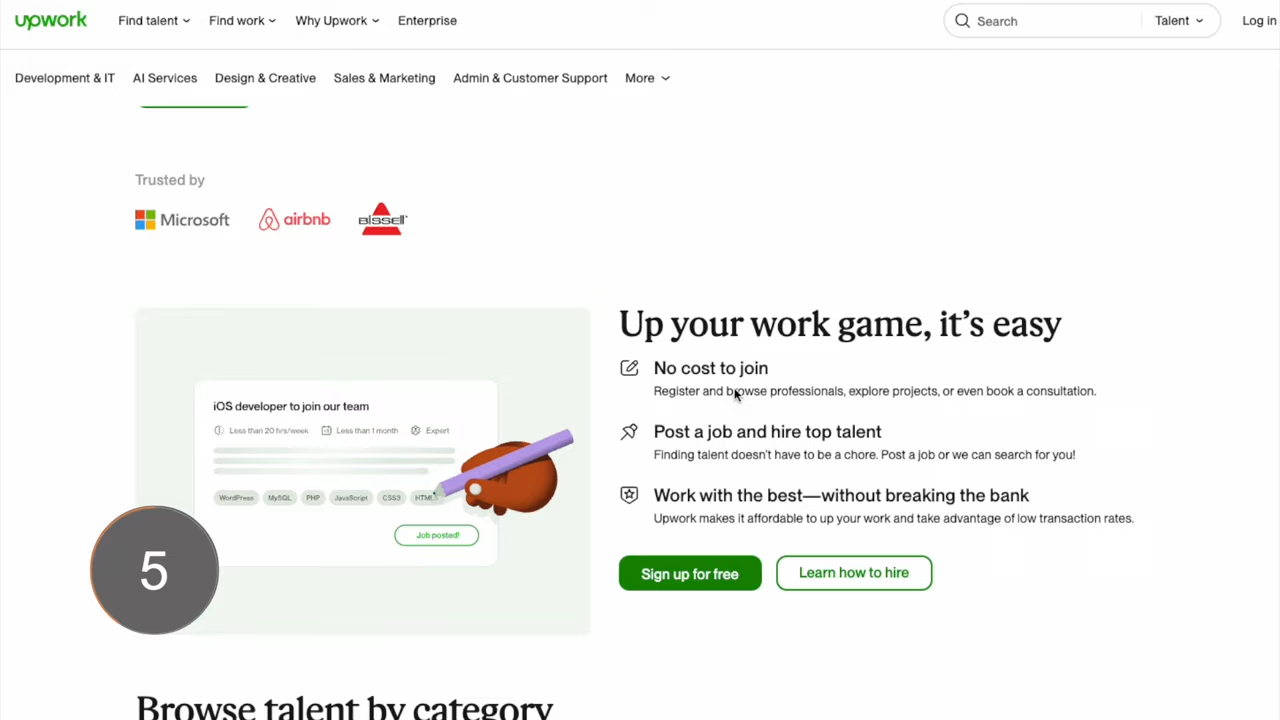 upwork Find talent Find work Why Upwork Enterprise Search Talent Log in
Development & IT AI Services Design & Creative Sales & Marketing Admin & Customer Support More
Trusted by
Microsoft airbnb BISSELL
Up your work game, it's easy
No cost to join
Register and browse professionals, explore projects, or even book a consultation.
iOS developer to join our team
Less than 20 hrs/week Less than 1 month Expert
Post a job and hire top talent
Finding talent doesn't have to be a chore. Post a job or we can search for you!
WordPress MySQL PHP JavaScript CSS3 HTML5
Job posted!
Work with the best—without breaking the bank
Upwork makes it affordable to up your work and take advantage of low transaction rates.
5
Sign up for free Learn how to hire
Browse talent by category